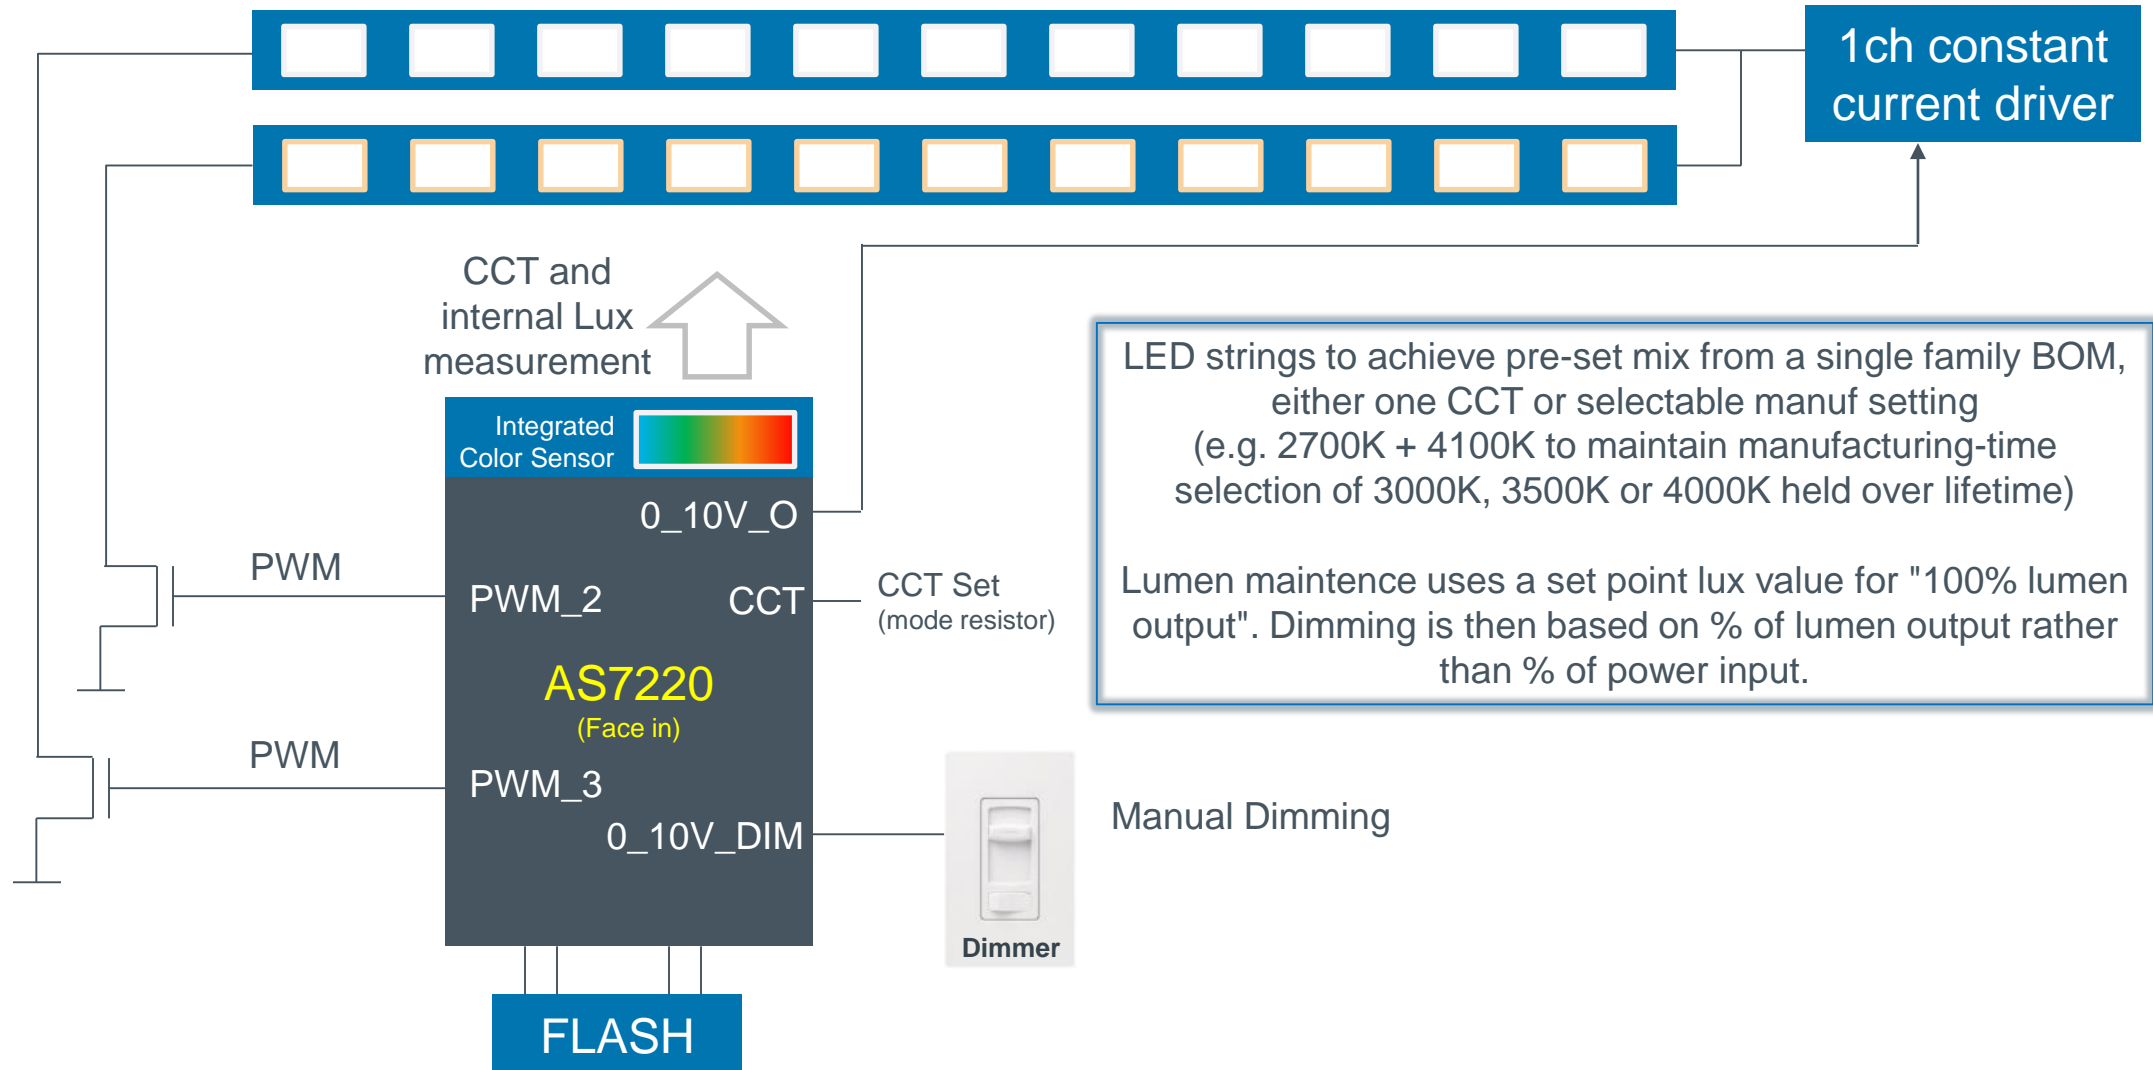 1ch constant
current driver
CCT and
internal Lux
measurement
Integrated
Color Sensor
0_10V_O
PWM
PWM_2
CCT
CCT Set
(mode resistor)
AS7220
(Face in)
PWM
PWM_3
0_10V_DIM
Dimmer
Manual Dimming
FLASH
LED strings to achieve pre-set mix from a single family BOM,
either one CCT or selectable manuf setting
(e.g. 2700K + 4100K to maintain manufacturing-time
selection of 3000K, 3500K or 4000K held over lifetime)
Lumen maintence uses a set point lux value for "100% lumen
output". Dimming is then based on % of lumen output rather
than % of power input.